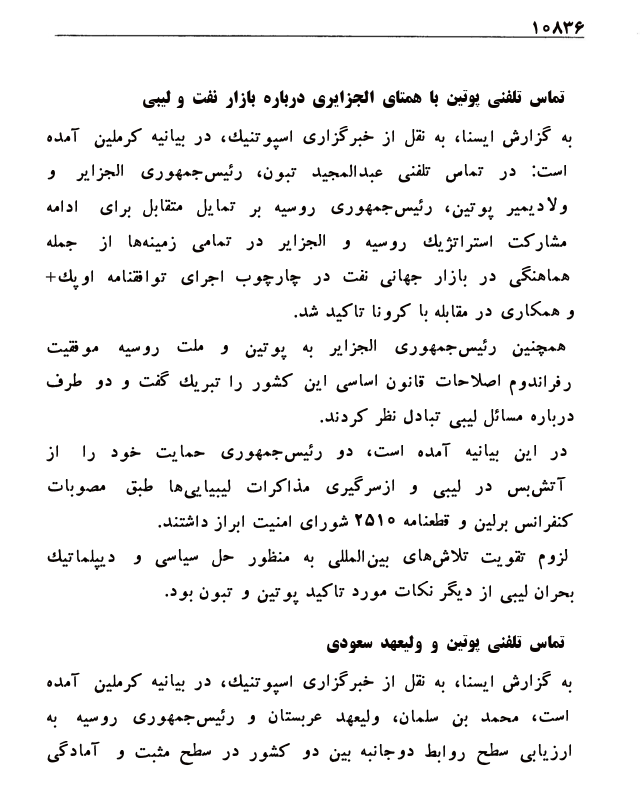 ۱۰۸۳۶
تماس تلفنی پوتین با همتای الجزایری درباره بازار نفت و لیبی
به گزارش ایسنا، به نقل از خبرگزاری اسپوتنیك، در بیانیه کرملین آمده
است: در تماس تلفنی عبدالمجید تبون، رئیس‌جمهوری الجزایر و
ولادیمیر پوتین، رئیس‌جمهوری روسیه بر تمایل متقابل برای ادامه
مشارکت استراتژیك روسیه و الجزایر در تمامی زمینه‌ها از جمله
هماهنگی در بازار جهانی نفت در چارچوب اجرای توافقنامه اوپك+
و همکاری در مقابله با کرونا تاکید شد.
همچنین رئیس‌جمهوری الجزایر به پوتین و ملت روسیه موفقیت
رفراندوم اصلاحات قانون اساسی این کشور را تبریك گفت و دو طرف
درباره مسائل لیبی تبادل نظر کردند.
در این بیانیه آمده است، دو رئیس‌جمهوری حمایت خود را از
آتش‌بس در لیبی و ازسرگیری مذاکرات لیبیایی‌ها طبق مصوبات
کنفرانس برلین و قطعنامه ۲۵۱۰ شورای امنیت ابراز داشتند.
لزوم تقویت تلاش‌های بین‌المللی به منظور حل سیاسی و دیپلماتیك
بحران لیبی از دیگر نکات مورد تاکید پوتین و تبون بود.
تماس تلفنی پوتین و ولیعهد سعودی
به گزارش ایسنا، به نقل از خبرگزاری اسپوتنیك، در بیانیه کرملین آمده
است، محمد بن سلمان، ولیعهد عربستان و رئیس‌جمهوری روسیه به
ارزیابی سطح روابط دوجانبه بین دو کشور در سطح مثبت و آمادگی